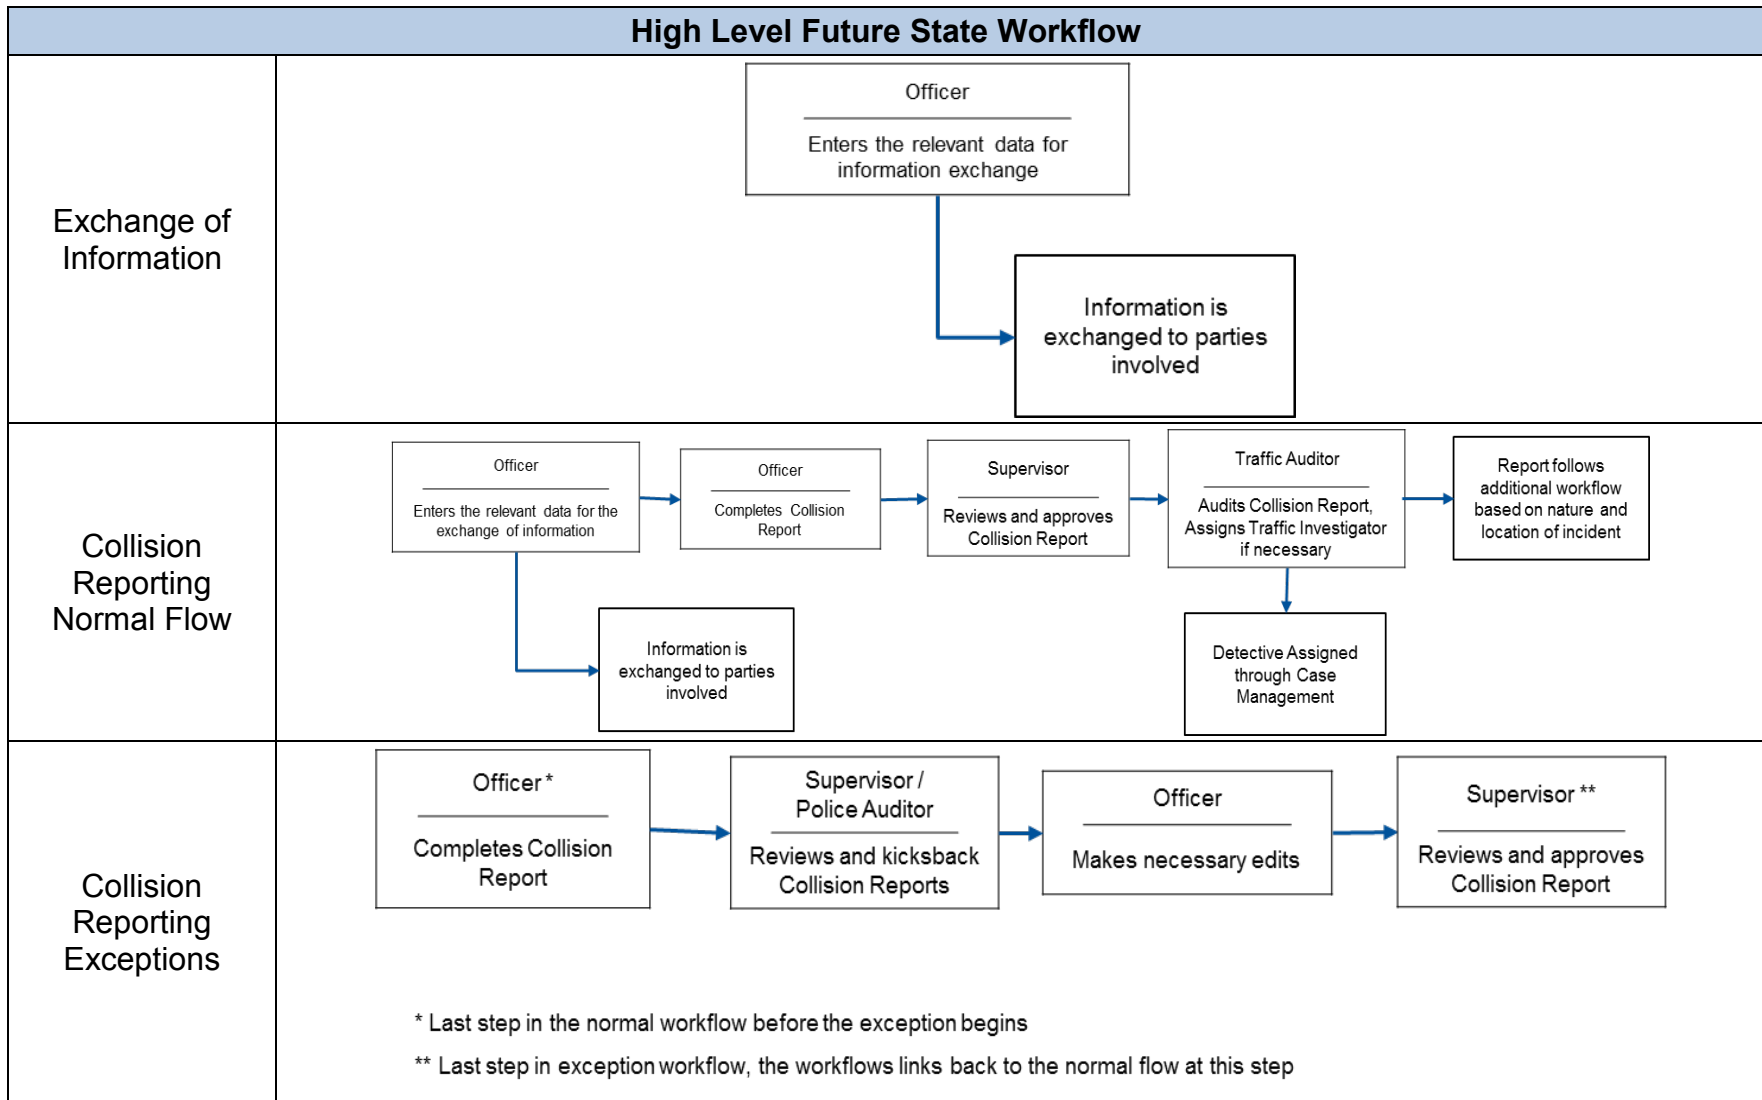 High Level Future State Workflow
Exchange of
Information
Officer
Enters the relevant data for
information exchange
Information is
exchanged to parties
involved
Collision
Reporting
Normal Flow
Officer
Enters the relevant data for the
exchange of information
Officer
Completes Collision
Report
Supervisor
Reviews and approves
Collision Report
Traffic Auditor
Audits Collision Report,
Assigns Traffic Investigator
if necessary
Report follows
additional workflow
based on nature and
location of incident
Information is
exchanged to parties
involved
Detective Assigned
through Case
Management
Collision
Reporting
Exceptions
Officer *
Completes Collision
Report
Supervisor /
Police Auditor
Reviews and kicksback
Collision Reports
Officer
Makes necessary edits
Supervisor **
Reviews and approves
Collision Report
* Last step in the normal workflow before the exception begins
** Last step in exception workflow, the workflows links back to the normal flow at this step